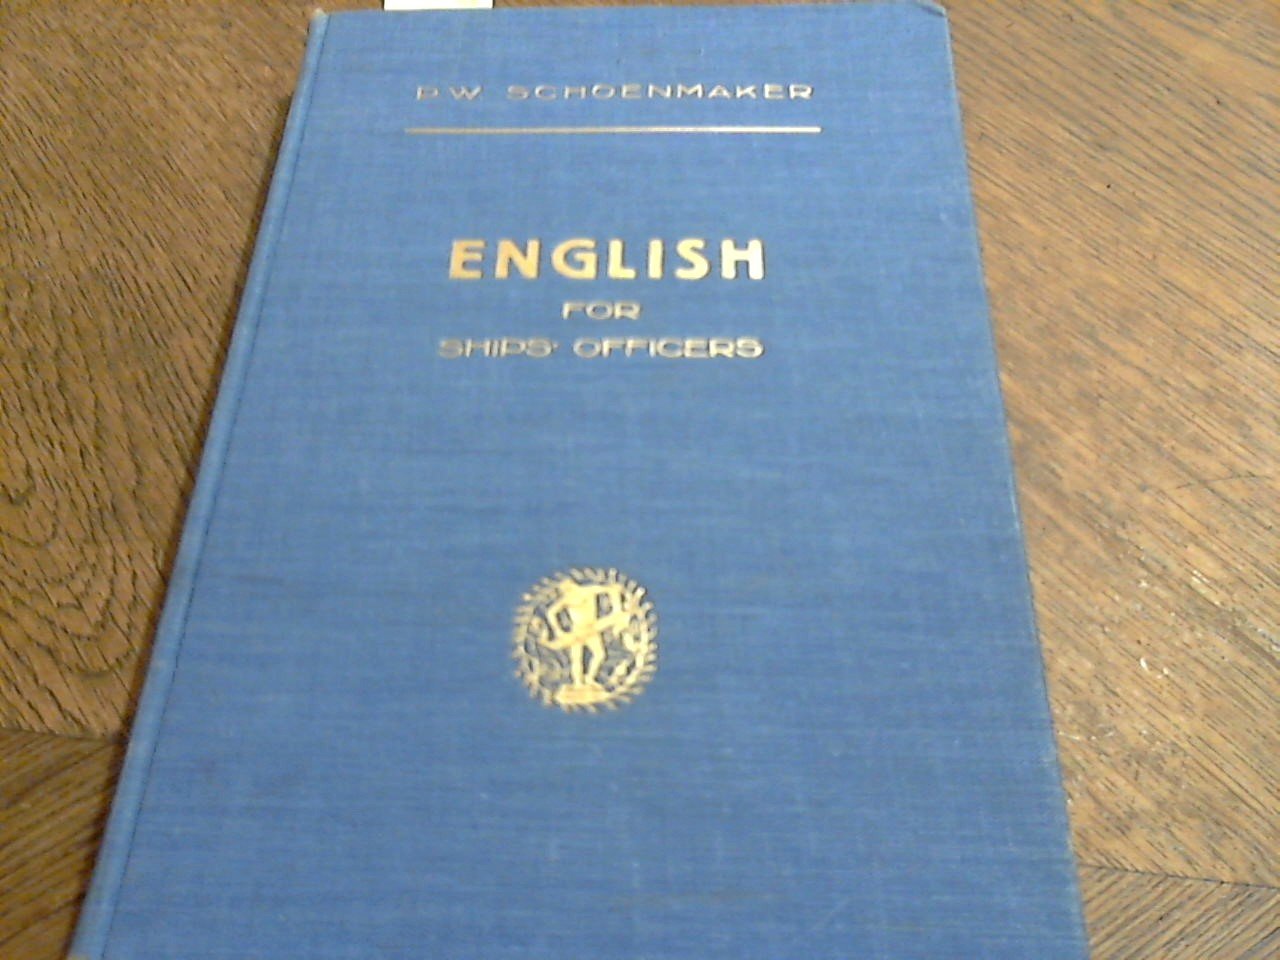 P.W. SCHOENMAKER
ENGLISH
FOR
SHIPS' OFFICERS